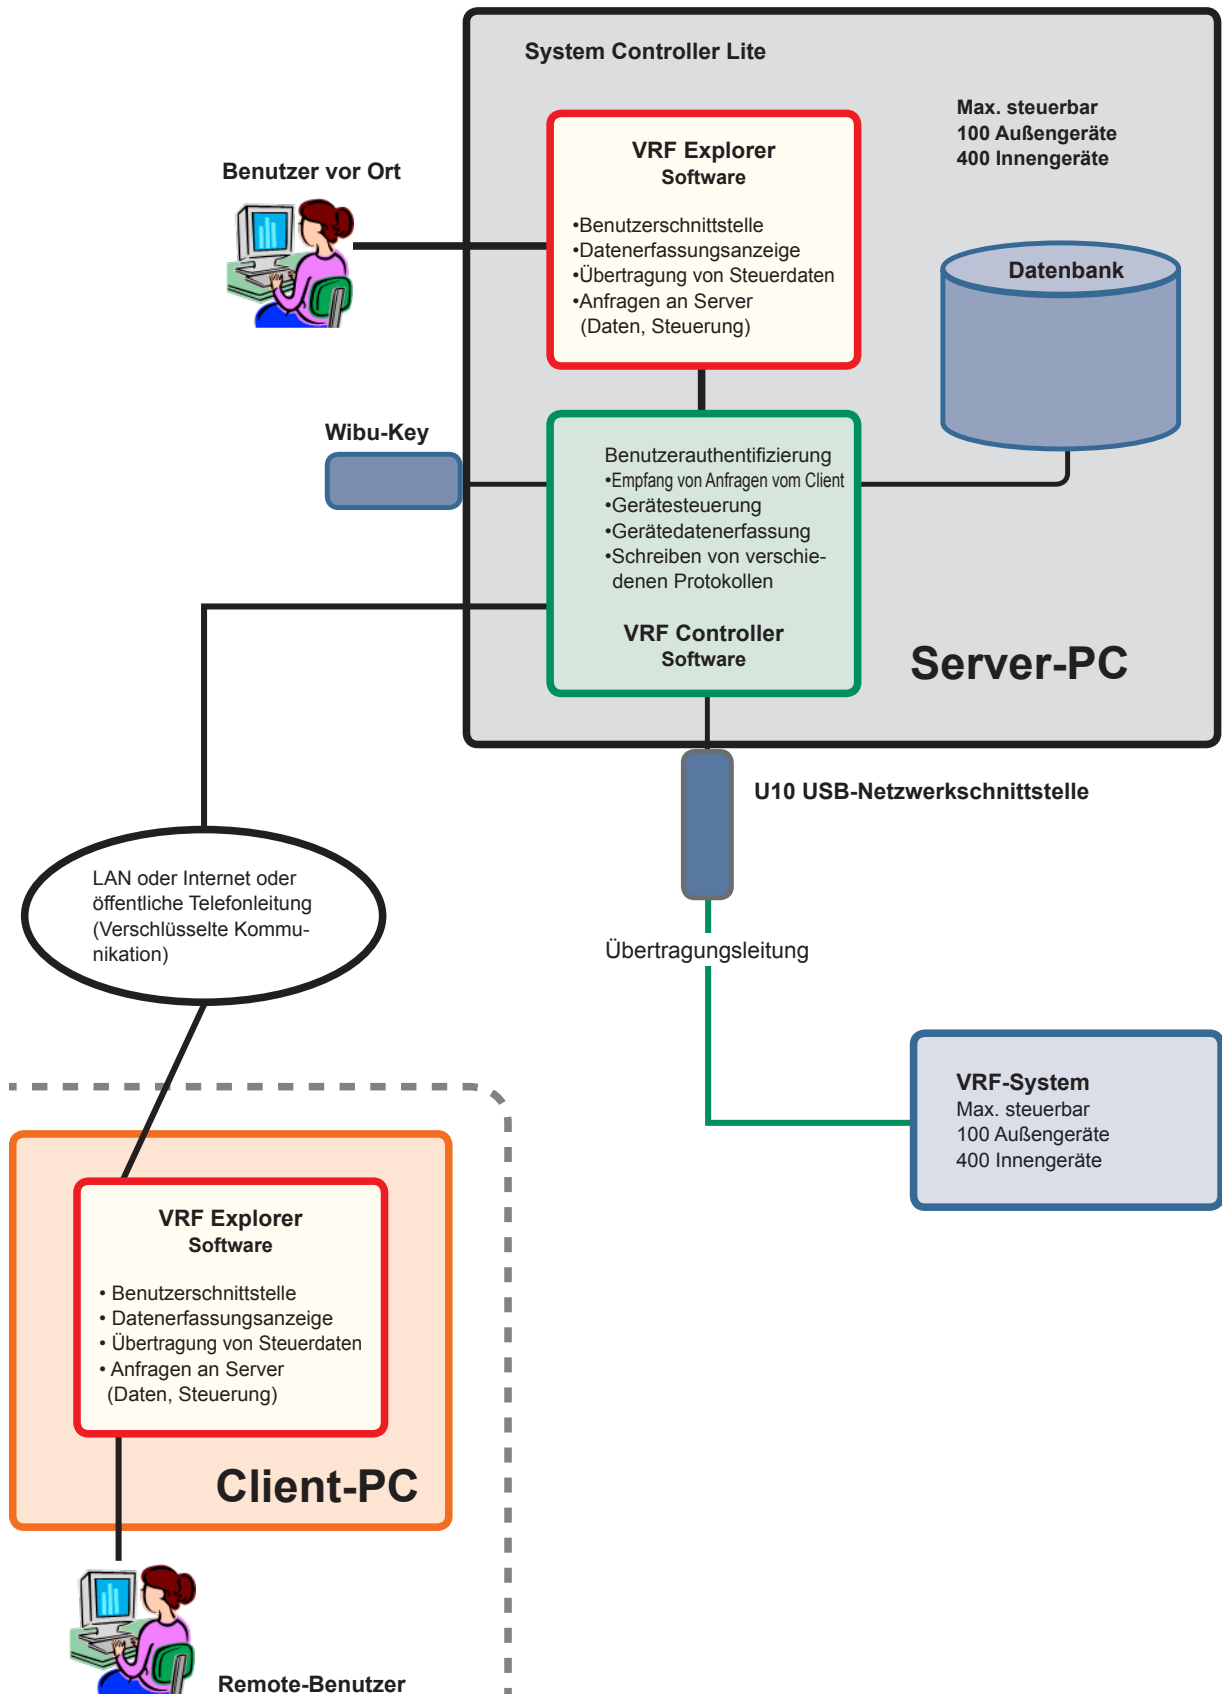 System Controller Lite
Max. steuerbar
100 Außengeräte
400 Innengeräte
Benutzer vor Ort
VRF Explorer
Software
•Benutzerschnittstelle
•Datenerfassungsanzeige
•Übertragung von Steuerdaten
•Anfragen an Server
(Daten, Steuerung)
Datenbank
Wibu-Key
Benutzerauthentifizierung
•Empfang von Anfragen vom Client
•Gerätesteuerung
•Gerätedatenerfassung
•Schreiben von verschie-
denen Protokollen
VRF Controller
Software
Server-PC
U10 USB-Netzwerkschnittstelle
LAN oder Internet oder
öffentliche Telefonleitung
(Verschlüsselte Kommu-
nikation)
Übertragungsleitung
VRF-System
Max. steuerbar
100 Außengeräte
400 Innengeräte
VRF Explorer
Software
• Benutzerschnittstelle
• Datenerfassungsanzeige
• Übertragung von Steuerdaten
• Anfragen an Server
(Daten, Steuerung)
Client-PC
Remote-Benutzer